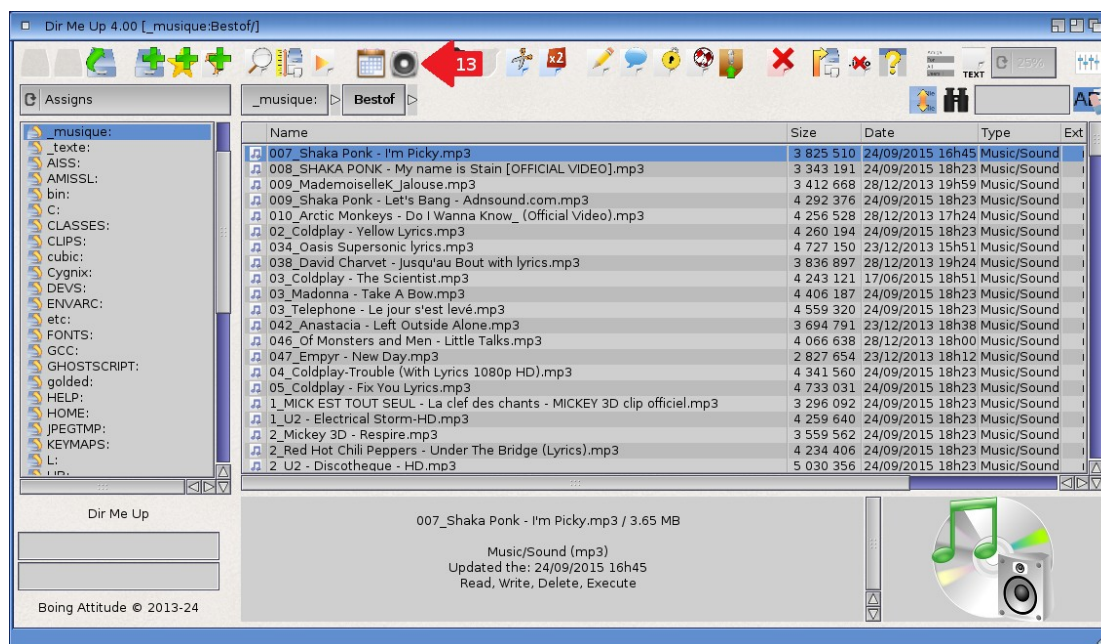 Dir Me Up 4.00 [_musique:Bestof/]
13
x2
TEXT
25%
Assigns
_musique:
Bestof
_musique:
_texte:
AISS:
AMISSL:
bin:
C:
CLASSES:
CLIPS:
cubic:
Cygnix:
DEVS:
ENVARC:
etc:
FONTS:
GCC:
GHOSTSCRIPT:
golded:
HELP:
HOME:
JPEGTMP:
KEYMAPS:
L:
Name Size Date Type Ext
007_Shaka Ponk - I'm Picky.mp3 3 825 510 24/09/2015 16h45 Music/Sound
008_SHAKA PONK - My name is Stain [OFFICIAL VIDEO].mp3 3 343 191 24/09/2015 18h23 Music/Sound
009_MademoiselleK_Jalouse.mp3 3 412 668 28/12/2013 19h59 Music/Sound
009_Shaka Ponk - Let's Bang - Adnsound.com.mp3 4 292 376 24/09/2015 18h23 Music/Sound
010_Arctic Monkeys - Do I Wanna Know_ (Official Video).mp3 4 256 528 28/12/2013 17h24 Music/Sound
02_Coldplay - Yellow Lyrics.mp3 4 260 194 24/09/2015 18h23 Music/Sound
034_Oasis Supersonic lyrics.mp3 4 727 150 23/12/2013 15h51 Music/Sound
038_David Charvet - Jusqu'au Bout with lyrics.mp3 3 836 897 28/12/2013 19h24 Music/Sound
03_Coldplay - The Scientist.mp3 4 243 121 17/06/2015 18h51 Music/Sound
03_Madonna - Take A Bow.mp3 4 406 187 24/09/2015 18h23 Music/Sound
03_Telephone - Le jour s'est levé.mp3 4 559 320 24/09/2015 18h23 Music/Sound
042_Anastacia - Left Outside Alone.mp3 3 694 791 23/12/2013 18h38 Music/Sound
046_Of Monsters and Men - Little Talks.mp3 4 066 638 28/12/2013 18h00 Music/Sound
047_Empyr - New Day.mp3 2 827 654 23/12/2013 18h12 Music/Sound
04_Coldplay-Trouble (With Lyrics 1080p HD).mp3 4 341 560 24/09/2015 18h23 Music/Sound
05_Coldplay - Fix You Lyrics.mp3 4 733 031 24/09/2015 18h23 Music/Sound
1_MICK EST TOUT SEUL - La clef des chants - MICKEY 3D clip officiel.mp3 3 296 092 24/09/2015 18h23 Music/Sound
1_U2 - Electrical Storm-HD.mp3 4 259 640 24/09/2015 18h23 Music/Sound
2_Mickey 3D - Respire.mp3 3 559 562 24/09/2015 18h23 Music/Sound
2_Red Hot Chili Peppers - Under The Bridge (Lyrics).mp3 4 234 406 24/09/2015 18h23 Music/Sound
2_U2 - Discotheque - HD.mp3 5 030 356 24/09/2015 18h23 Music/Sound
Dir Me Up
Boing Attitude © 2013-24
007_Shaka Ponk - I'm Picky.mp3 / 3.65 MB
Music/Sound (mp3)
Updated the: 24/09/2015 16h45
Read, Write, Delete, Execute